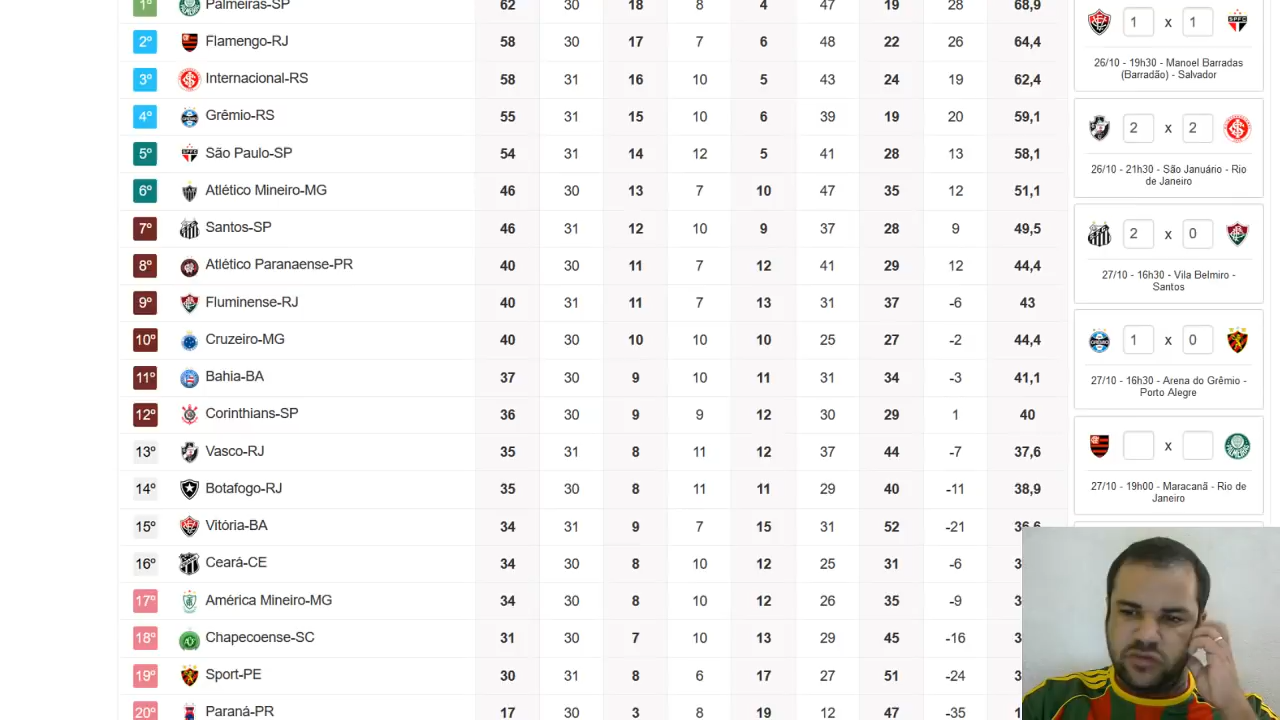 1º Palmeiras-SP 62 30 18 8 4 47 19 28 68,9
2º Flamengo-RJ 58 30 17 7 6 48 22 26 64,4
3º Internacional-RS 58 31 16 10 5 43 24 19 62,4
4º Grêmio-RS 55 31 15 10 6 39 19 20 59,1
5º São Paulo-SP 54 31 14 12 5 41 28 13 58,1
6º Atlético Mineiro-MG 46 30 13 7 10 47 35 12 51,1
7º Santos-SP 46 31 12 10 9 37 28 9 49,5
8º Atlético Paranaense-PR 40 30 11 7 12 41 29 12 44,4
9º Fluminense-RJ 40 31 11 7 13 31 37 -6 43
10º Cruzeiro-MG 40 30 10 10 10 25 27 -2 44,4
11º Bahia-BA 37 30 9 10 11 31 34 -3 41,1
12º Corinthians-SP 36 30 9 9 12 30 29 1 40
13º Vasco-RJ 35 31 8 11 12 37 44 -7 37,6
14º Botafogo-RJ 35 30 8 11 11 29 40 -11 38,9
15º Vitória-BA 34 31 9 7 15 31 52 -21 36,6
16º Ceará-CE 34 30 8 10 12 25 31 -6
17º América Mineiro-MG 34 30 8 10 12 26 35 -9
18º Chapecoense-SC 31 30 7 10 13 29 45 -16
19º Sport-PE 30 31 8 6 17 27 51 -24
20º Paraná-PR 17 30 3 8 19 12 47 -35
1 x 1 SPFC
26/10 - 19h30 - Manoel Barradas
(Barradão) - Salvador
2 x 2
26/10 - 21h30 - São Januário - Rio
de Janeiro
2 x 0
27/10 - 16h30 - Vila Belmiro -
Santos
1 x 0
27/10 - 16h30 - Arena do Grêmio -
Porto Alegre
x
27/10 - 19h00 - Maracanã - Rio de
Janeiro